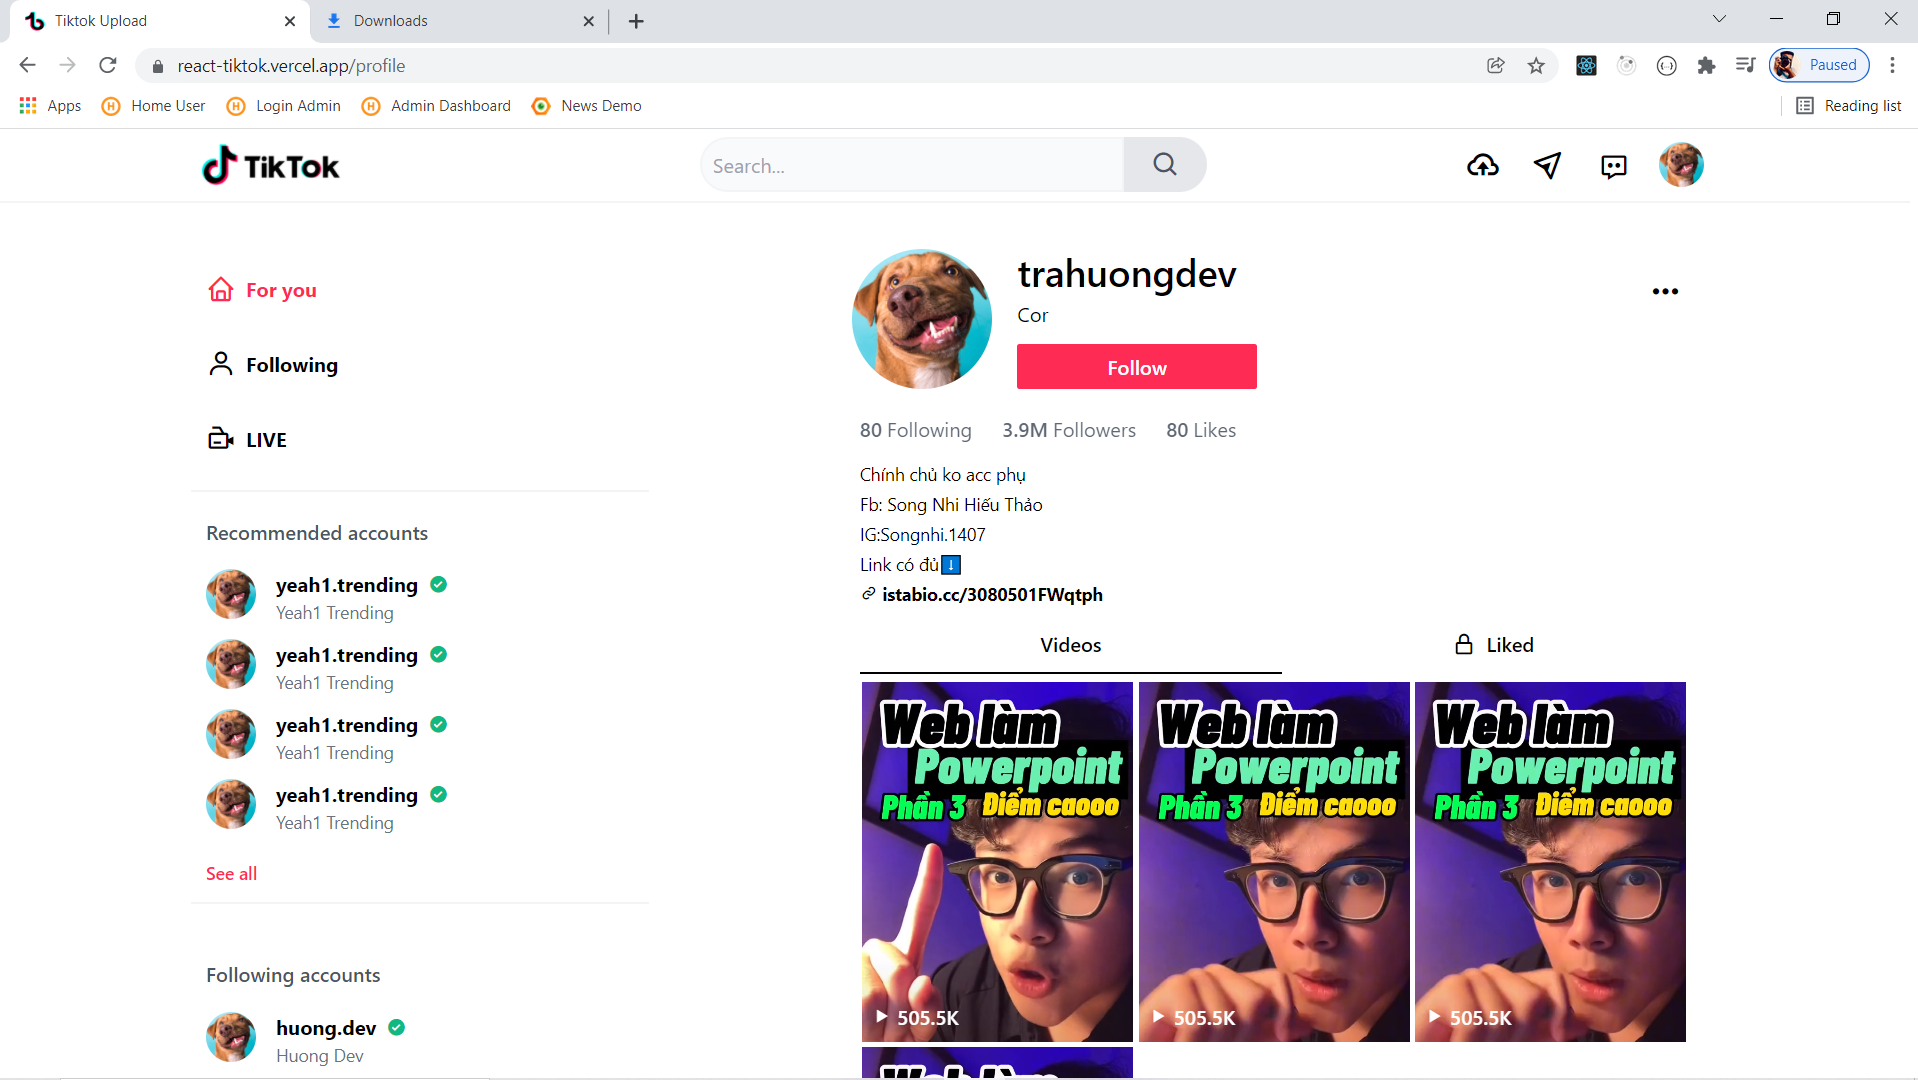 Tiktok Upload
Downloads
react-tiktok.vercel.app/profile
Paused
Apps
Home User
Login Admin
Admin Dashboard
News Demo
Reading list
TikTok
Search...
For you
Following
LIVE
Recommended accounts
yeah1.trending
Yeah1 Trending
yeah1.trending
Yeah1 Trending
yeah1.trending
Yeah1 Trending
yeah1.trending
Yeah1 Trending
See all
Following accounts
huong.dev
Huong Dev
trahuongdev
Cor
Follow
80 Following 3.9M Followers 80 Likes
Chính chủ ko acc phụ
Fb: Song Nhi Hiếu Thảo
IG:Songnhi.1407
Link có đủ⬇️
istabio.cc/3080501FWqtph
Videos
Liked
Web làm
Powerpoint
Phần 3 Điểm caooo
505.5K
Web làm
Powerpoint
Phần 3 Điểm caooo
505.5K
Web làm
Powerpoint
Phần 3 Điểm caooo
505.5K
Web làm